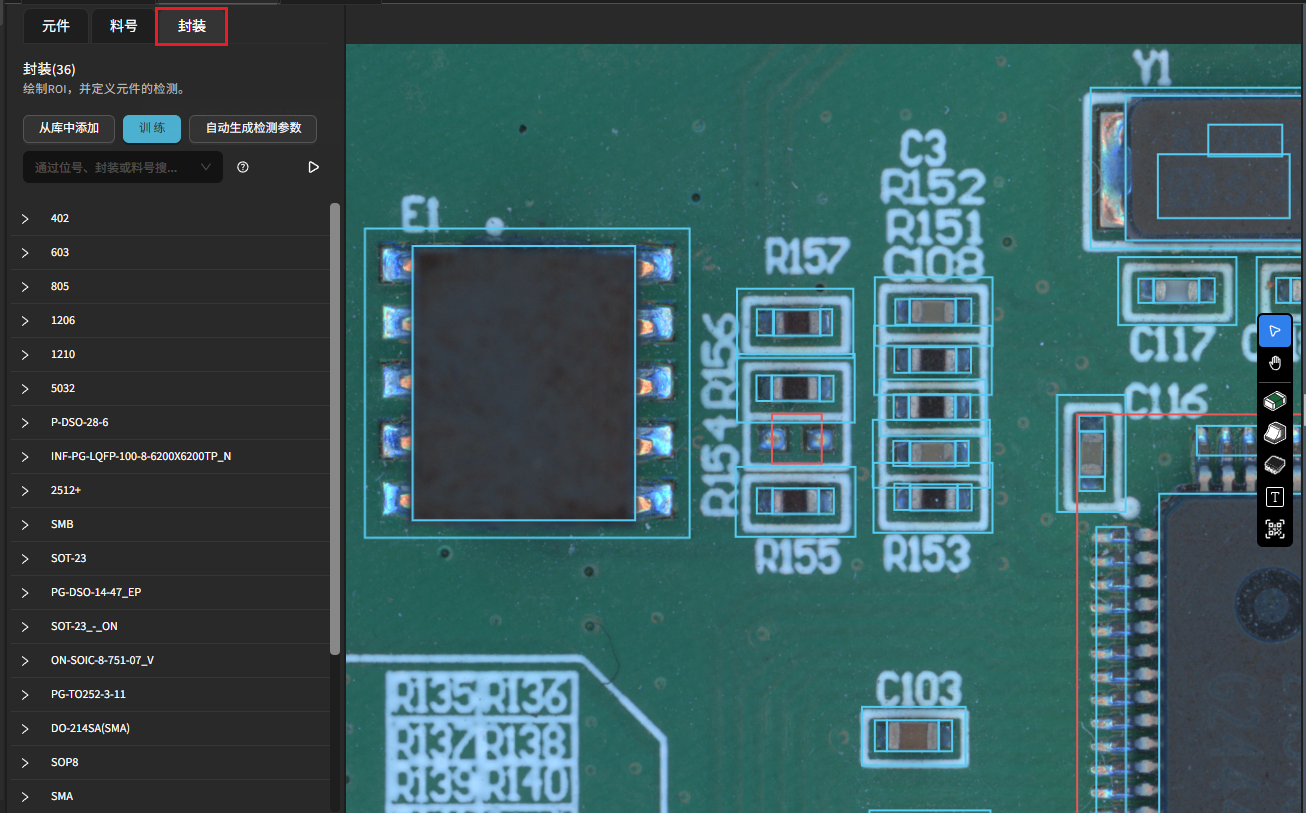 元件 料号 封装
封装(36)
绘制ROI，并定义元件的检测。
从库中添加 训练 自动生成检测参数
通过位号、封装或料号搜...
402
603
805
1206
1210
5032
P-DSO-28-6
INF-PG-LQFP-100-8-6200X6200TP_N
2512+
SMB
SOT-23
PG-DSO-14-47_EP
SOT-23_-_ON
ON-SOIC-8-751-07_V
PG-TO252-3-11
DO-214SA(SMA)
SOP8
SMA
Y1
C3
R152
R151
C108
E1
R157
R156
R154
C117
C116
R155
R153
C103
R135 R136
R137 R138
R139 R140
T